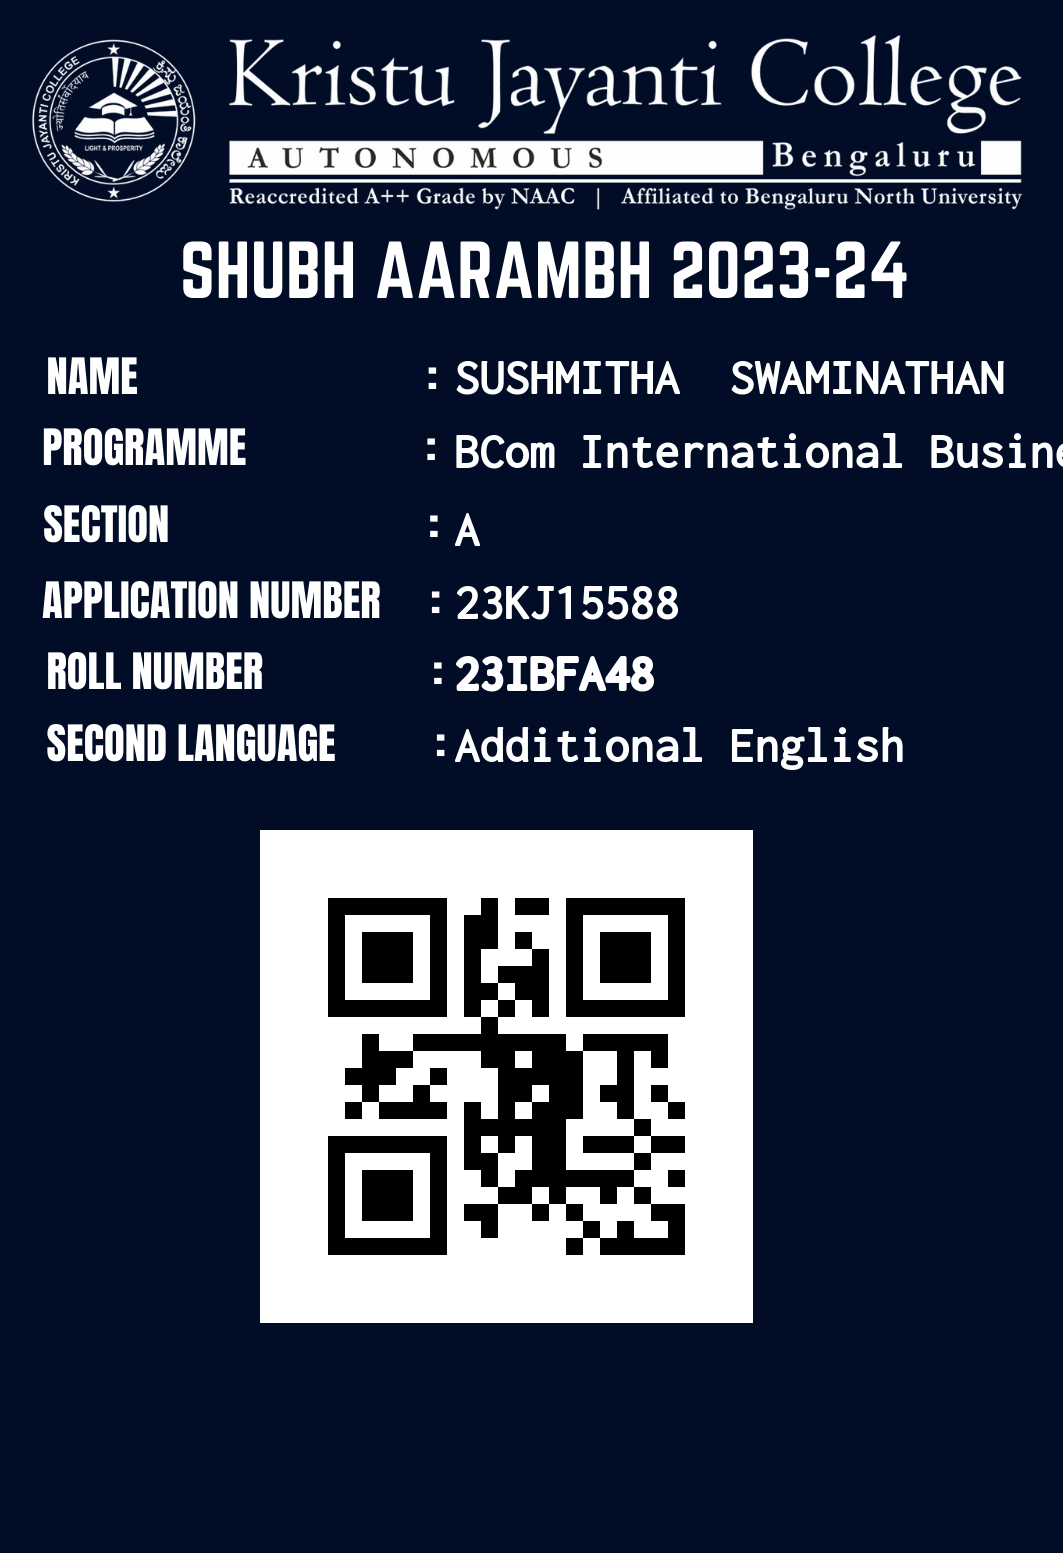 KRISTU JAYANTI COLLEGE
ಕ್ರಿಸ್ತು ಜಯಂತಿ ಕಾಲೇಜು
LIGHT & PROSPERITY
Kristu Jayanti College
AUTONOMOUS Bengaluru
Reaccredited A++ Grade by NAAC | Affiliated to Bengaluru North University
SHUBH AARAMBH 2023-24
NAME : SUSHMITHA SWAMINATHAN
PROGRAMME : BCom International Busine
SECTION : A
APPLICATION NUMBER : 23KJ15588
ROLL NUMBER : 23IBFA48
SECOND LANGUAGE : Additional English